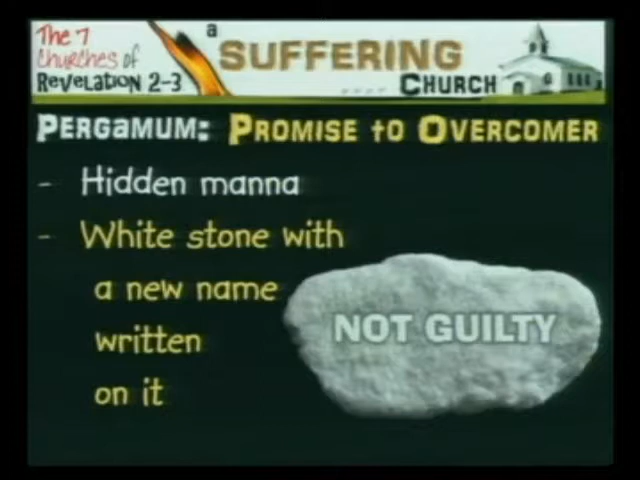 The 7
Churches of
Revelation 2-3
a
SUFFERING
.... CHURCH
PERGAMUM: PROMISE TO OVERCOMER
- Hidden manna
- White stone with
a new name
written
on it
NOT GUILTY